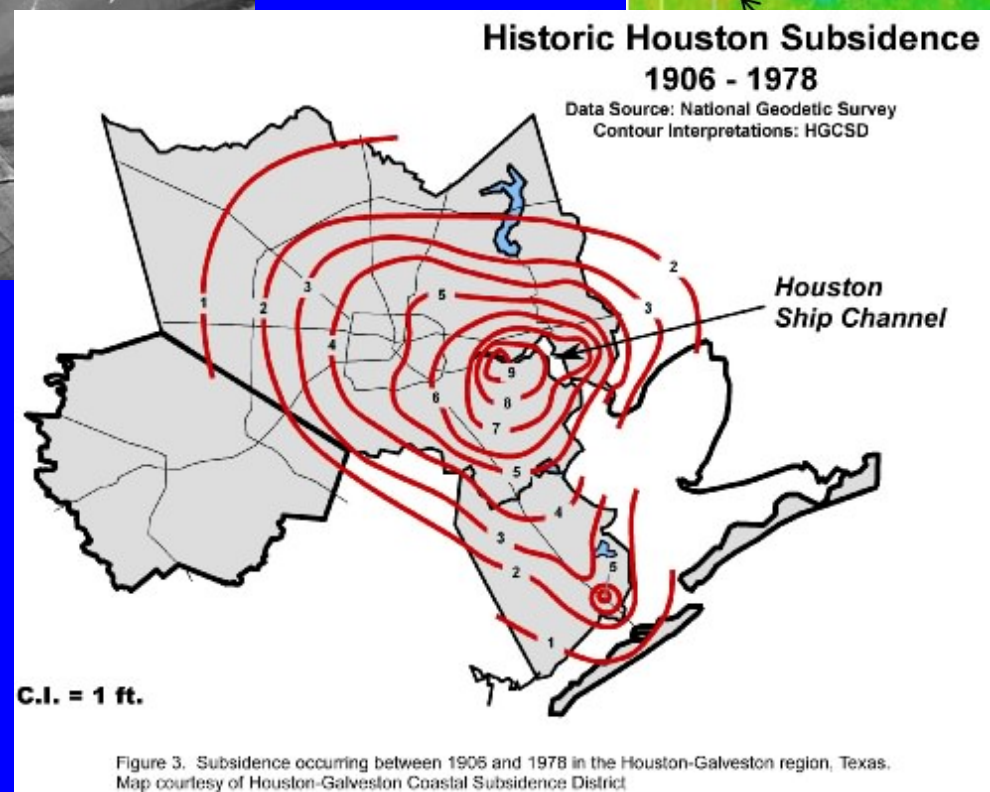 Historic Houston Subsidence
1906 - 1978
Data Source: National Geodetic Survey
Contour Interpretations: HGCSD
2
Houston
Ship Channel
5
3
3
1
2
4
9
6
8
7
5
4
3
2
5
1
C.I. = 1 ft.
Figure 3. Subsidence occurring between 1906 and 1978 in the Houston-Galveston region, Texas.
Map courtesy of Houston-Galveston Coastal Subsidence District